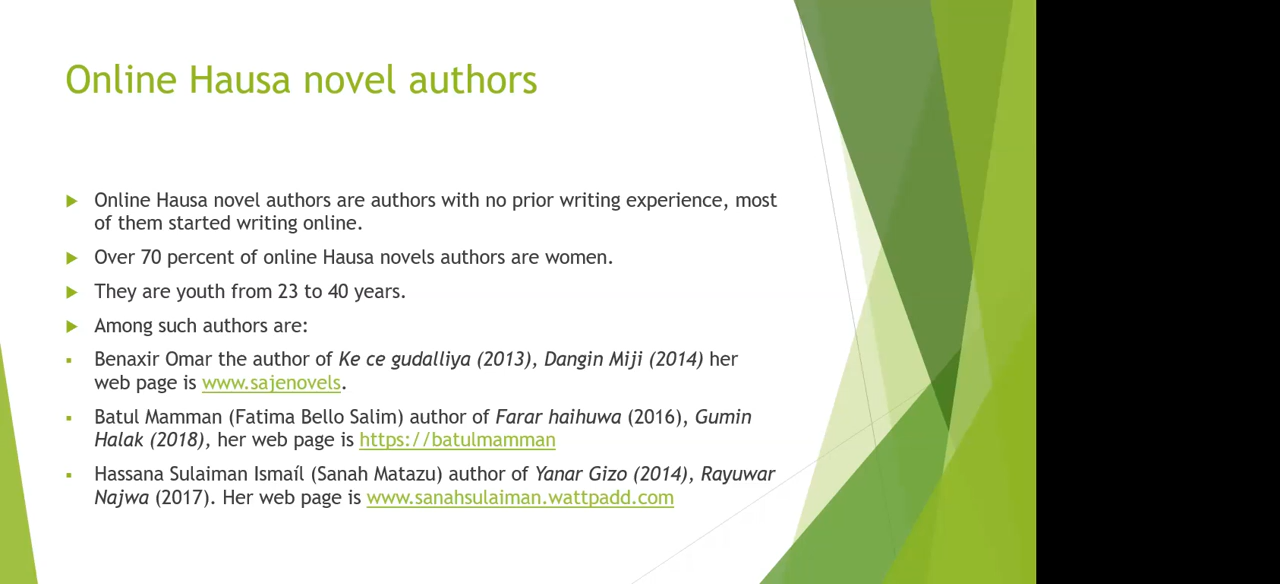 Online Hausa novel authors
Online Hausa novel authors are authors with no prior writing experience, most
of them started writing online.
Over 70 percent of online Hausa novels authors are women.
They are youth from 23 to 40 years.
Among such authors are:
Benaxir Omar the author of Ke ce gudalliya (2013), Dangin Miji (2014) her
web page is www.sajenovels.
Batul Mamman (Fatima Bello Salim) author of Farar haihuwa (2016), Gumin
Halak (2018), her web page is https://batulmamman
Hassana Sulaiman Ismaíl (Sanah Matazu) author of Yanar Gizo (2014), Rayuwar
Najwa (2017). Her web page is www.sanahsulaiman.wattpadd.com